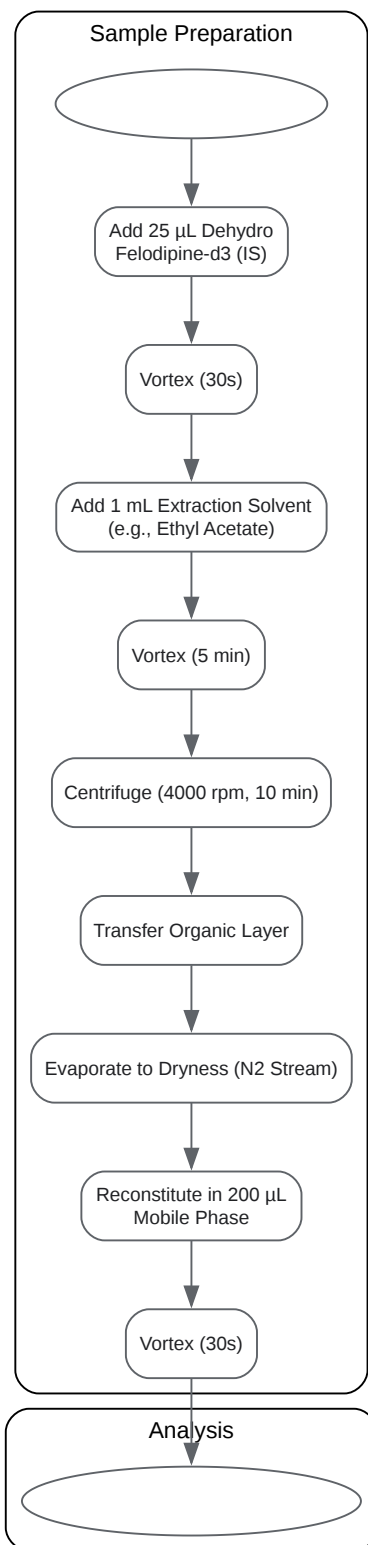 Sample Preparation
Add 25 µL Dehydro
Felodipine-d3 (IS)
Vortex (30s)
Add 1 mL Extraction Solvent
(e.g., Ethyl Acetate)
Vortex (5 min)
Centrifuge (4000 rpm, 10 min)
Transfer Organic Layer
Evaporate to Dryness (N2 Stream)
Reconstitute in 200 µL
Mobile Phase
Vortex (30s)
Analysis